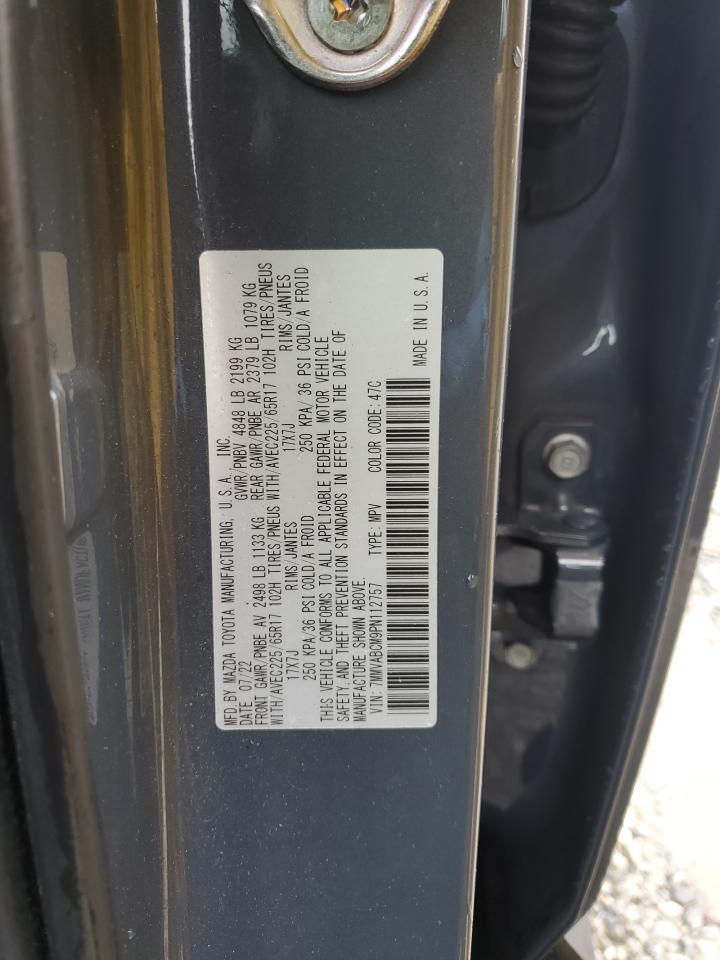 MFD. BY MAZDA TOYOTA MANUFACTURING, U.S.A., INC.
DATE 07/22 GVWR/PNBV 4848 LB 2199 KG
FRONT GAWR/PNBE AV 2498 LB 1133 KG REAR GAWR/PNBE AR 2379 LB 1079 KG
WITH/AVEC225/65R17 102H TIRES/PNEUS WITH/AVEC225/65R17 102H TIRES/PNEUS
17X7J RIMS/JANTES 17X7J RIMS/JANTES
250 KPA/36 PSI COLD/A FROID 250 KPA/ 36 PSI COLD/A FROID
THIS VEHICLE CONFORMS TO ALL APPLICABLE FEDERAL MOTOR VEHICLE
SAFETY, AND THEFT PREVENTION STANDARDS IN EFFECT ON THE DATE OF
MANUFACTURE SHOWN ABOVE.
VIN: 7MMVABCM9PN112757 TYPE: MPV COLOR CODE: 47C
MADE IN U.S.A.